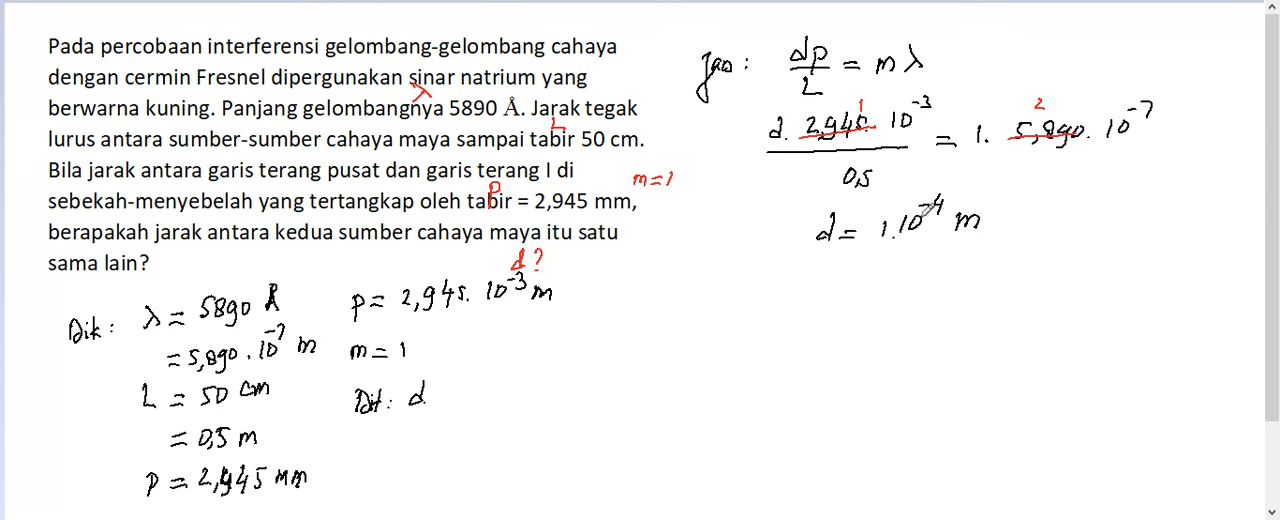 Pada percobaan interferensi gelombang-gelombang cahaya
dengan cermin Fresnel dipergunakan sinar natrium yang
λ
berwarna kuning. Panjang gelombangnya 5890 Å. Jarak tegak
L
lurus antara sumber-sumber cahaya maya sampai tabir 50 cm.
Bila jarak antara garis terang pusat dan garis terang I di
m=1
P
sebekah-menyebelah yang tertangkap oleh tabir = 2,945 mm,
berapakah jarak antara kedua sumber cahaya maya itu satu
sama lain?
d?
Dik: λ = 5890 Å
= 5,890. 10⁻⁷ m
L = 50 cm
= 0,5 m
P = 2,945 mm
P = 2,945. 10⁻³ m
m = 1
Dit: d
Jab: dp/L = m λ
d. 2,945. 10⁻³ / 0,5 = 1. 5,890. 10⁻⁷
1 2
d = 1.10⁻⁴ m